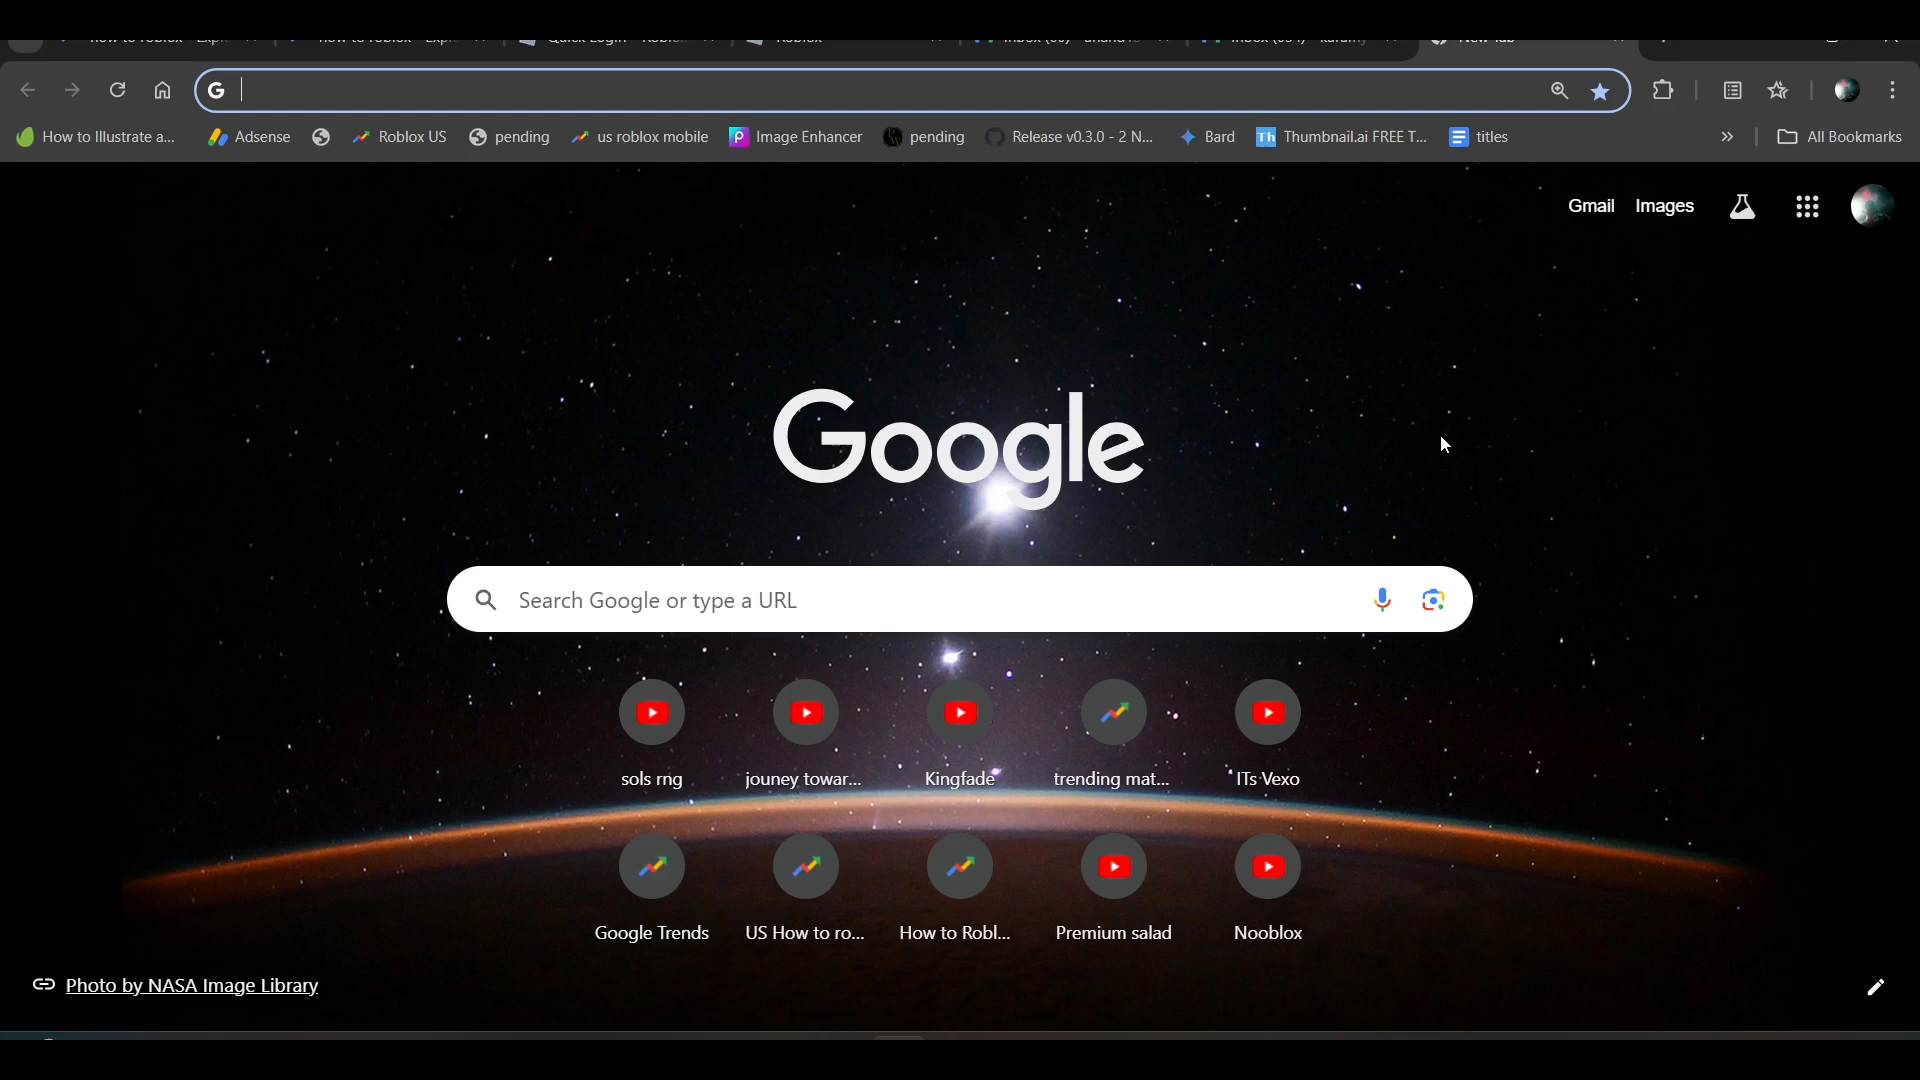 How to Illustrate a...
Adsense
Roblox US
pending
us roblox mobile
Image Enhancer
pending
Release v0.3.0 - 2 N...
Bard
Th
Thumbnail.ai FREE T...
titles
All Bookmarks
Gmail
Images
Google
Search Google or type a URL
sols rng
jouney towar...
Kingfade
trending mat...
ITs Vexo
Google Trends
US How to ro...
How to Robl...
Premium salad
Nooblox
Photo by NASA Image Library